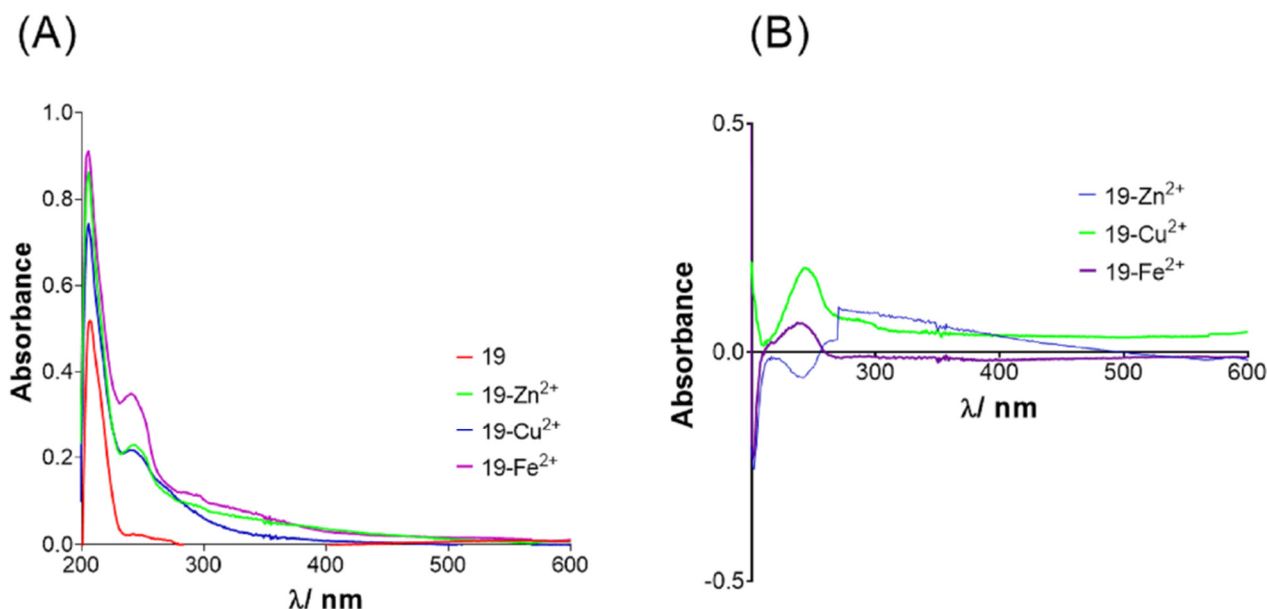 (A)
Absorbance
1.0
0.8
0.6
0.4
0.2
0.0
200
300
400
500
600
λ/ nm
19
19-Zn²⁺
19-Cu²⁺
19-Fe²⁺
(B)
Absorbance
0.5
0.0
-0.5
300
400
500
600
λ/ nm
19-Zn²⁺
19-Cu²⁺
19-Fe²⁺